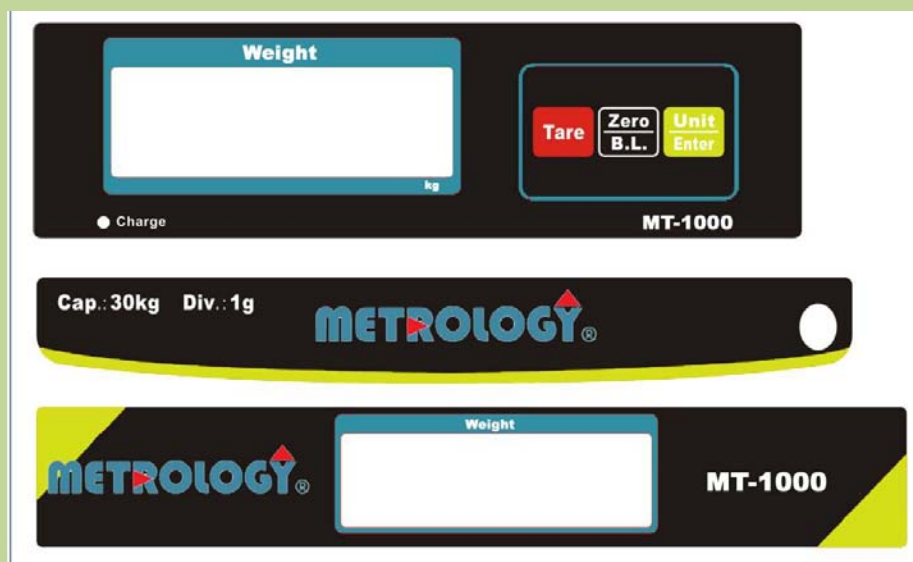 Weight
Tare
Zero
B.L.
Unit
Enter
kg
Charge
MT-1000
Cap.:30kg Div.:1g
METROLOGY®
Weight
METROLOGY®
MT-1000